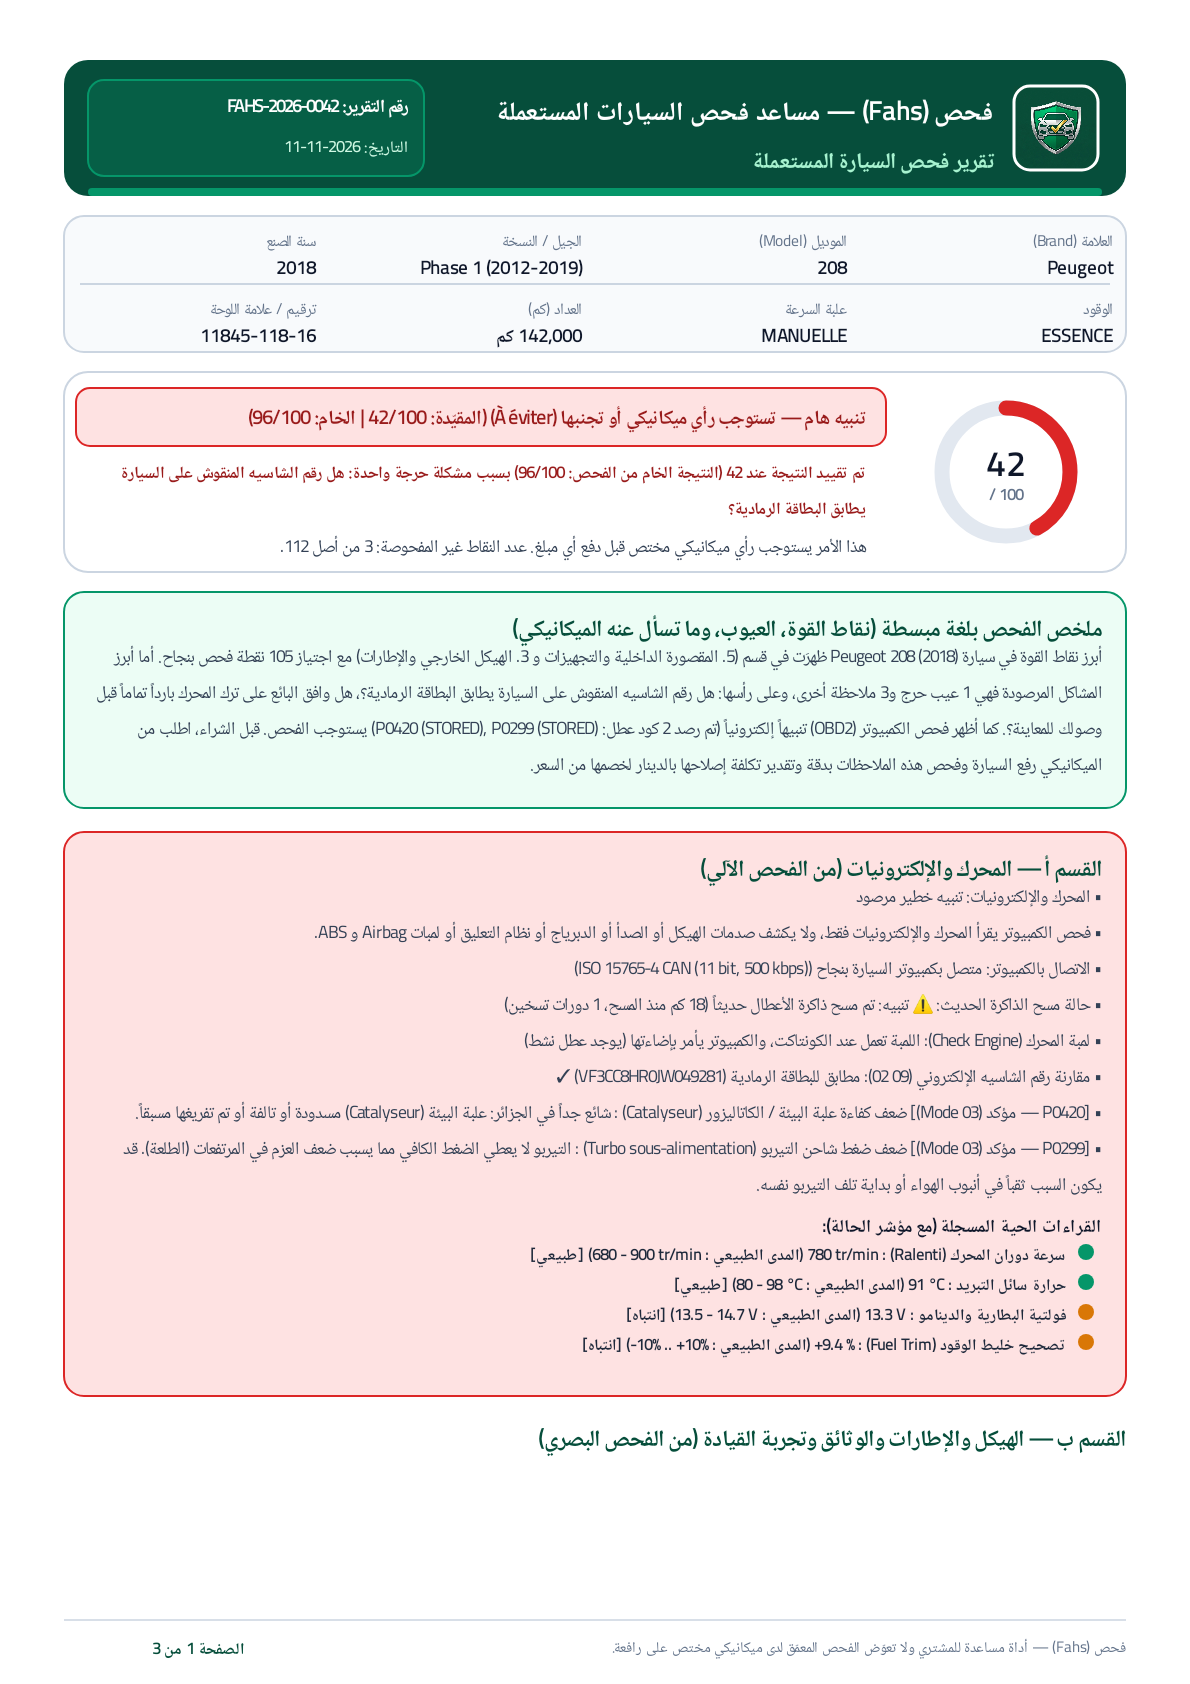 فحص (Fahs) — مساعد فحص السيارات المستعملة
تقرير فحص السيارة المستعملة
رقم التقرير: FAHS-2026-0042
التاريخ: 2026-11-11
العلامة (Brand)
الموديل (Model)
الجيل / النسخة
سنة الصنع
Peugeot
208
Phase 1 (2012-2019)
2018
الوقود
علبة السرعة
العداد (كم)
ترقيم / علامة اللوحة
ESSENCE
MANUELLE
142,000 كم
11845-118-16
42
/ 100
تنبيه هام — تستوجب رأي ميكانيكي أو تجنبها (À éviter) (المقيّدة: 42/100 | الخام: 96/100)
تم تقييد النتيجة عند 42 (النتيجة الخام من الفحص: 96/100) بسبب مشكلة حرجة واحدة: هل رقم الشاسيه المنقوش على السيارة
يطابق البطاقة الرمادية؟
هذا الأمر يستوجب رأي ميكانيكي مختص قبل دفع أي مبلغ. عدد النقاط غير المفحوصة: 3 من أصل 112.
ملخص الفحص بلغة مبسطة (نقاط القوة، العيوب، وما تسأل عنه الميكانيكي)
أبرز نقاط القوة في سيارة Peugeot 208 (2018) ظهرَت في قسم (5. المقصورة الداخلية والتجهيزات و 3. الهيكل الخارجي والإطارات) مع اجتياز 105 نقطة فحص بنجاح. أما أبرز
المشاكل المرصودة فهي 1 عيب حرج و3 ملاحظة أخرى، وعلى رأسها: هل رقم الشاسيه المنقوش على السيارة يطابق البطاقة الرمادية؟، هل وافق البائع على ترك المحرك بارداً تماماً قبل
وصولك للمعاينة؟. كما أظهر فحص الكمبيوتر (OBD2) تنبيهاً إلكترونياً (تم رصد 2 كود عطل: P0420 (STORED), P0299 (STORED)) يستوجب الفحص. قبل الشراء، اطلب من
الميكانيكي رفع السيارة وفحص هذه الملاحظات بدقة وتقدير تكلفة إصلاحها بالدينار لخصمها من السعر.
القسم أ — المحرك والإلكترونيات (من الفحص الآلي)
▪ المحرك والإلكترونيات: تنبيه خطير مرصود
▪ فحص الكمبيوتر يقرأ المحرك والإلكترونيات فقط، ولا يكشف صدمات الهيكل أو الصدأ أو الدبرياج أو نظام التعليق أو لمبات Airbag و ABS.
▪ الاتصال بالكمبيوتر: متصل بكمبيوتر السيارة بنجاح (ISO 15765-4 CAN (11 bit, 500 kbps))
▪ حالة مسح الذاكرة الحديث: ⚠️ تنبيه: تم مسح ذاكرة الأعطال حديثاً (18 كم منذ المسح، 1 دورات تسخين)
▪ لمبة المحرك (Check Engine): اللمبة تعمل عند الكونتاكت، والكمبيوتر يأمر بإضاءتها (يوجد عطل نشط)
▪ مقارنة رقم الشاسيه الإلكتروني (09 02): مطابق للبطاقة الرمادية (VF3CC8HR0JW049281) ✓
▪ [P0420 — مؤكد (Mode 03)] ضعف كفاءة علبة البيئة / الكاتاليزور (Catalyseur) : شائع جداً في الجزائر: علبة البيئة (Catalyseur) مسدودة أو تالفة أو تم تفريغها مسبقاً.
▪ [P0299 — مؤكد (Mode 03)] ضعف ضغط شاحن التيربو (Turbo sous-alimentation) : التيربو لا يعطي الضغط الكافي مما يسبب ضعف العزم في المرتفعات (الطلعة). قد
يكون السبب ثقباً في أنبوب الهواء أو بداية تلف التيربو نفسه.
القراءات الحية المسجلة (مع مؤشر الحالة):
سرعة دوران المحرك (Ralenti) : 780 tr/min (المدى الطبيعي : 680 - 900 tr/min) [طبيعي]
حرارة سائل التبريد : 91 °C (المدى الطبيعي : 80 - 98 °C) [طبيعي]
فولتية البطارية والدينامو : 13.3 V (المدى الطبيعي : 13.5 - 14.7 V) [انتباه]
تصحيح خليط الوقود (Fuel Trim) : +9.4 % (المدى الطبيعي : -10% .. +10%) [انتباه]
القسم ب — الهيكل والإطارات والوثائق وتجربة القيادة (من الفحص البصري)
فحص (Fahs) — أداة مساعدة للمشتري ولا تعوّض الفحص المعمّق لدى ميكانيكي مختص على رافعة.
الصفحة 1 من 3